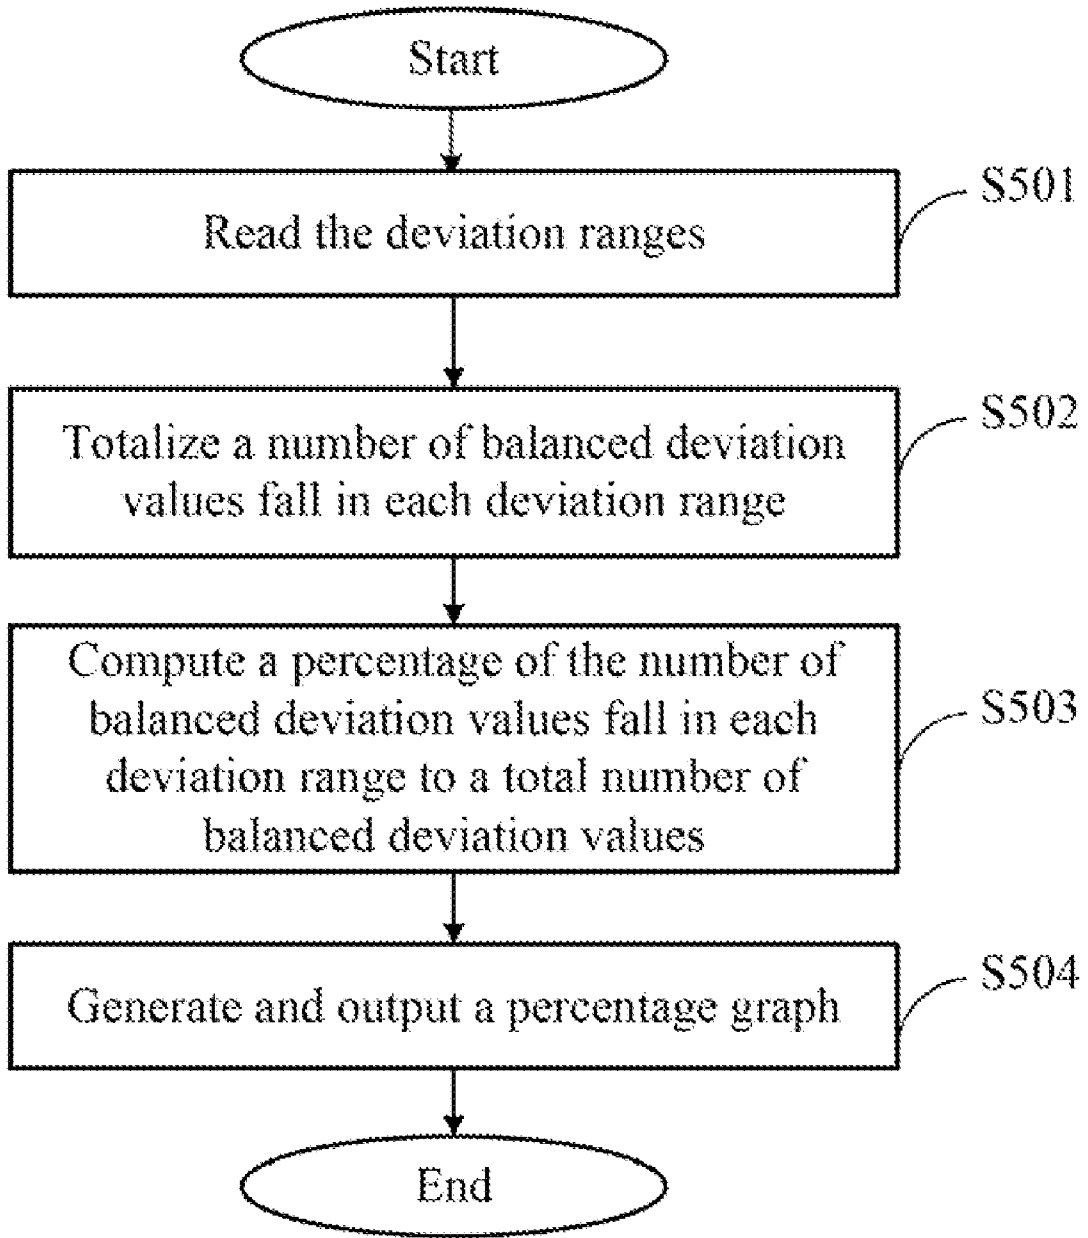 Start
S501
Read the deviation ranges
S502
Totalize a number of balanced deviation
values fall in each deviation range
Compute a percentage of the number of
balanced deviation values fall in each
S503
deviation range to a total number of
balanced deviation values
S504
Generate and output a percentage graph
End